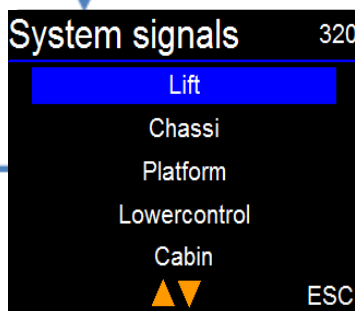 System signals 320
Lift
Chassi
Platform
Lowercontrol
Cabin
ESC